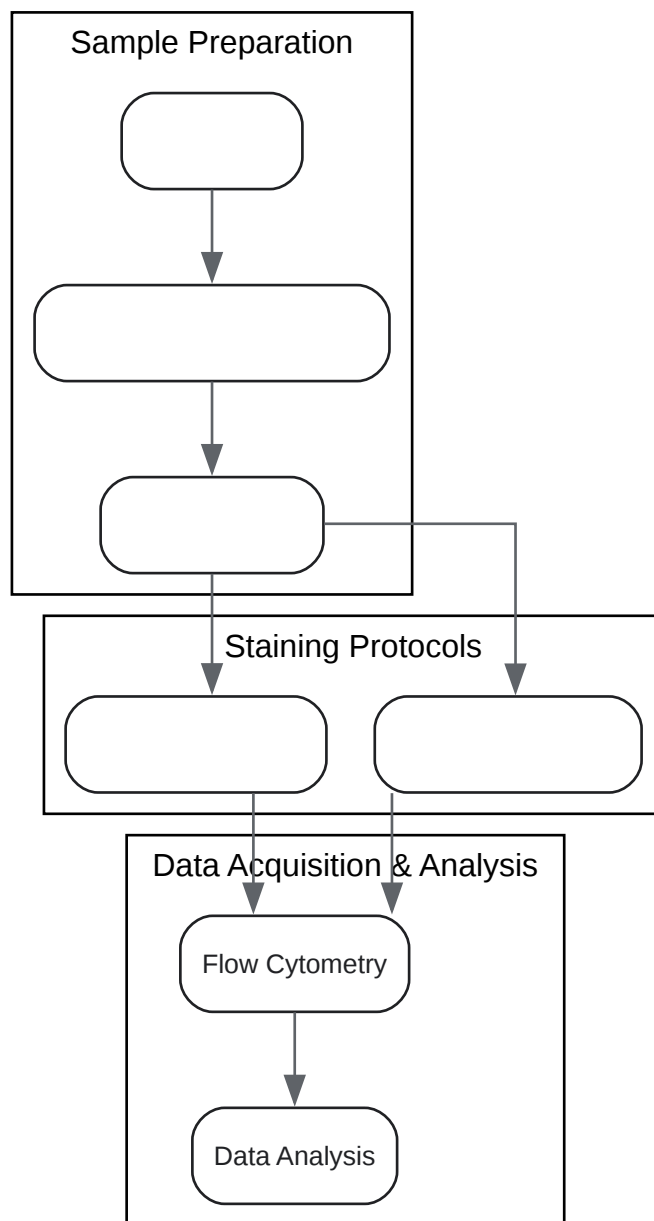 Sample Preparation
Staining Protocols
Data Acquisition & Analysis
Flow Cytometry
Data Analysis